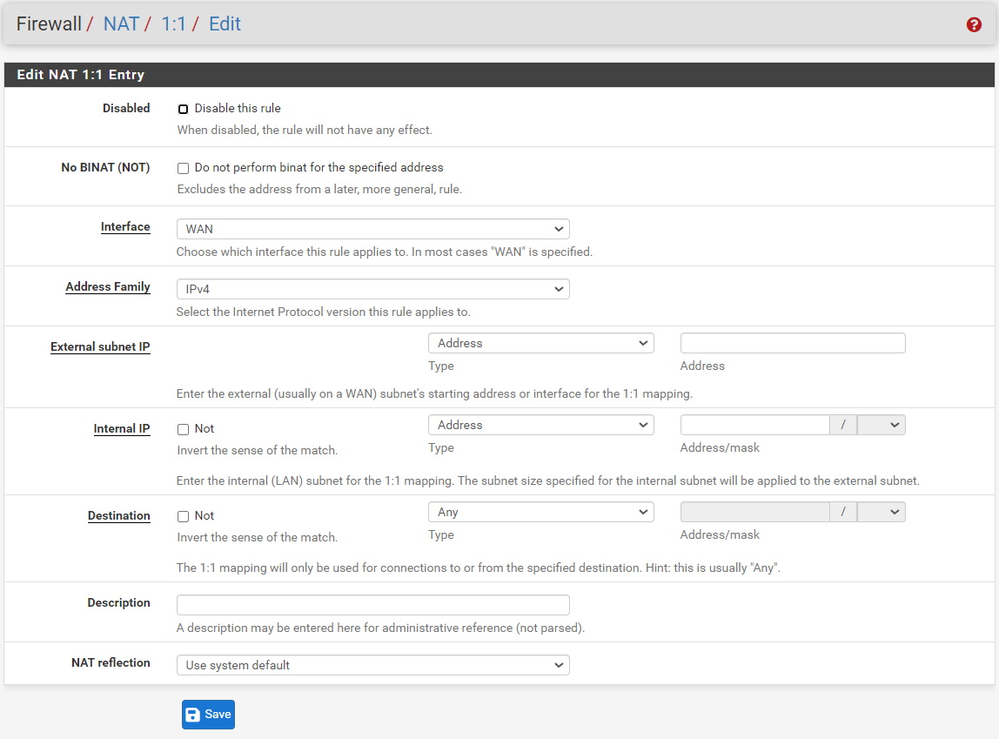 Firewall / NAT / 1:1 / Edit
Edit NAT 1:1 Entry
Disabled
Disable this rule
When disabled, the rule will not have any effect.
No BINAT (NOT)
Do not perform binat for the specified address
Excludes the address from a later, more general, rule.
Interface
WAN
Choose which interface this rule applies to. In most cases "WAN" is specified.
Address Family
IPv4
Select the Internet Protocol version this rule applies to.
External subnet IP
Address
Type
Address
Enter the external (usually on a WAN) subnet's starting address or interface for the 1:1 mapping.
Internal IP
Not
Invert the sense of the match.
Address
Type
/
Address/mask
Enter the internal (LAN) subnet for the 1:1 mapping. The subnet size specified for the internal subnet will be applied to the external subnet.
Destination
Not
Invert the sense of the match.
Any
Type
/
Address/mask
The 1:1 mapping will only be used for connections to or from the specified destination. Hint: this is usually "Any".
Description
A description may be entered here for administrative reference (not parsed).
NAT reflection
Use system default
Save